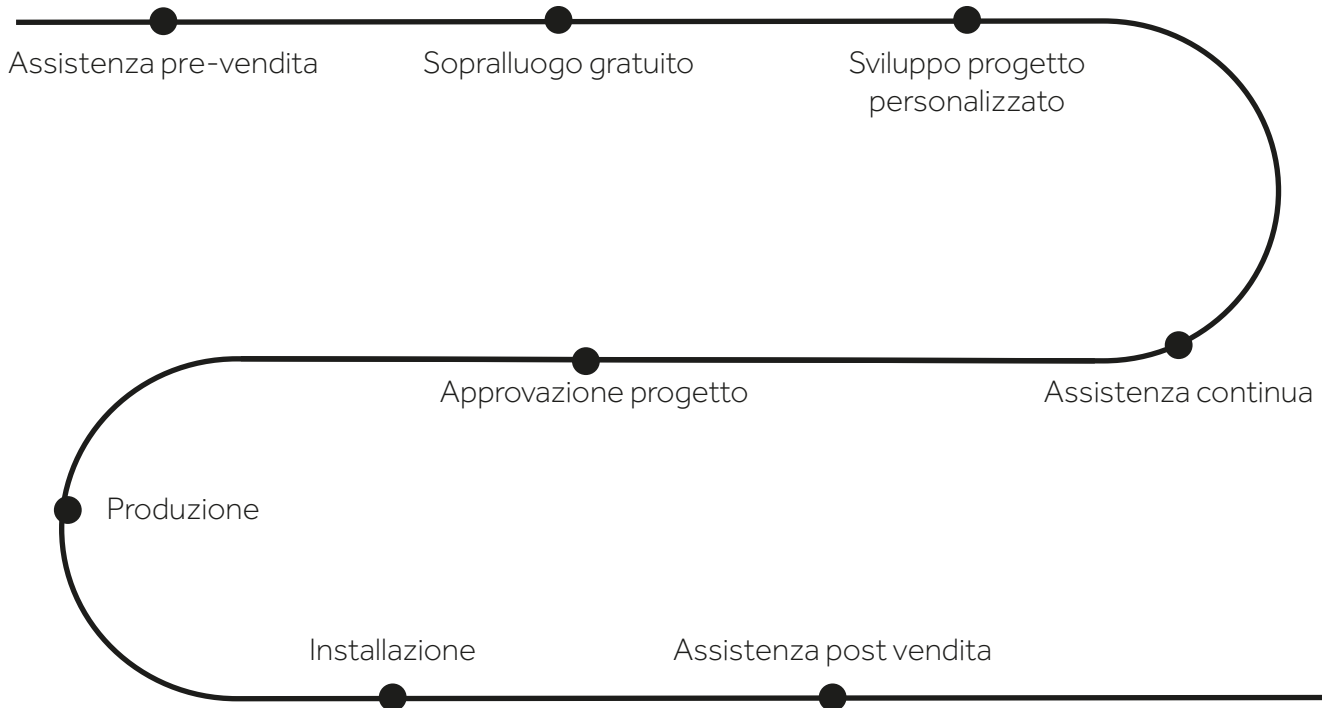 Assistenza pre-vendita
Sopralluogo gratuito
Sviluppo progetto
personalizzato
Assistenza continua
Approvazione progetto
Produzione
Installazione
Assistenza post vendita